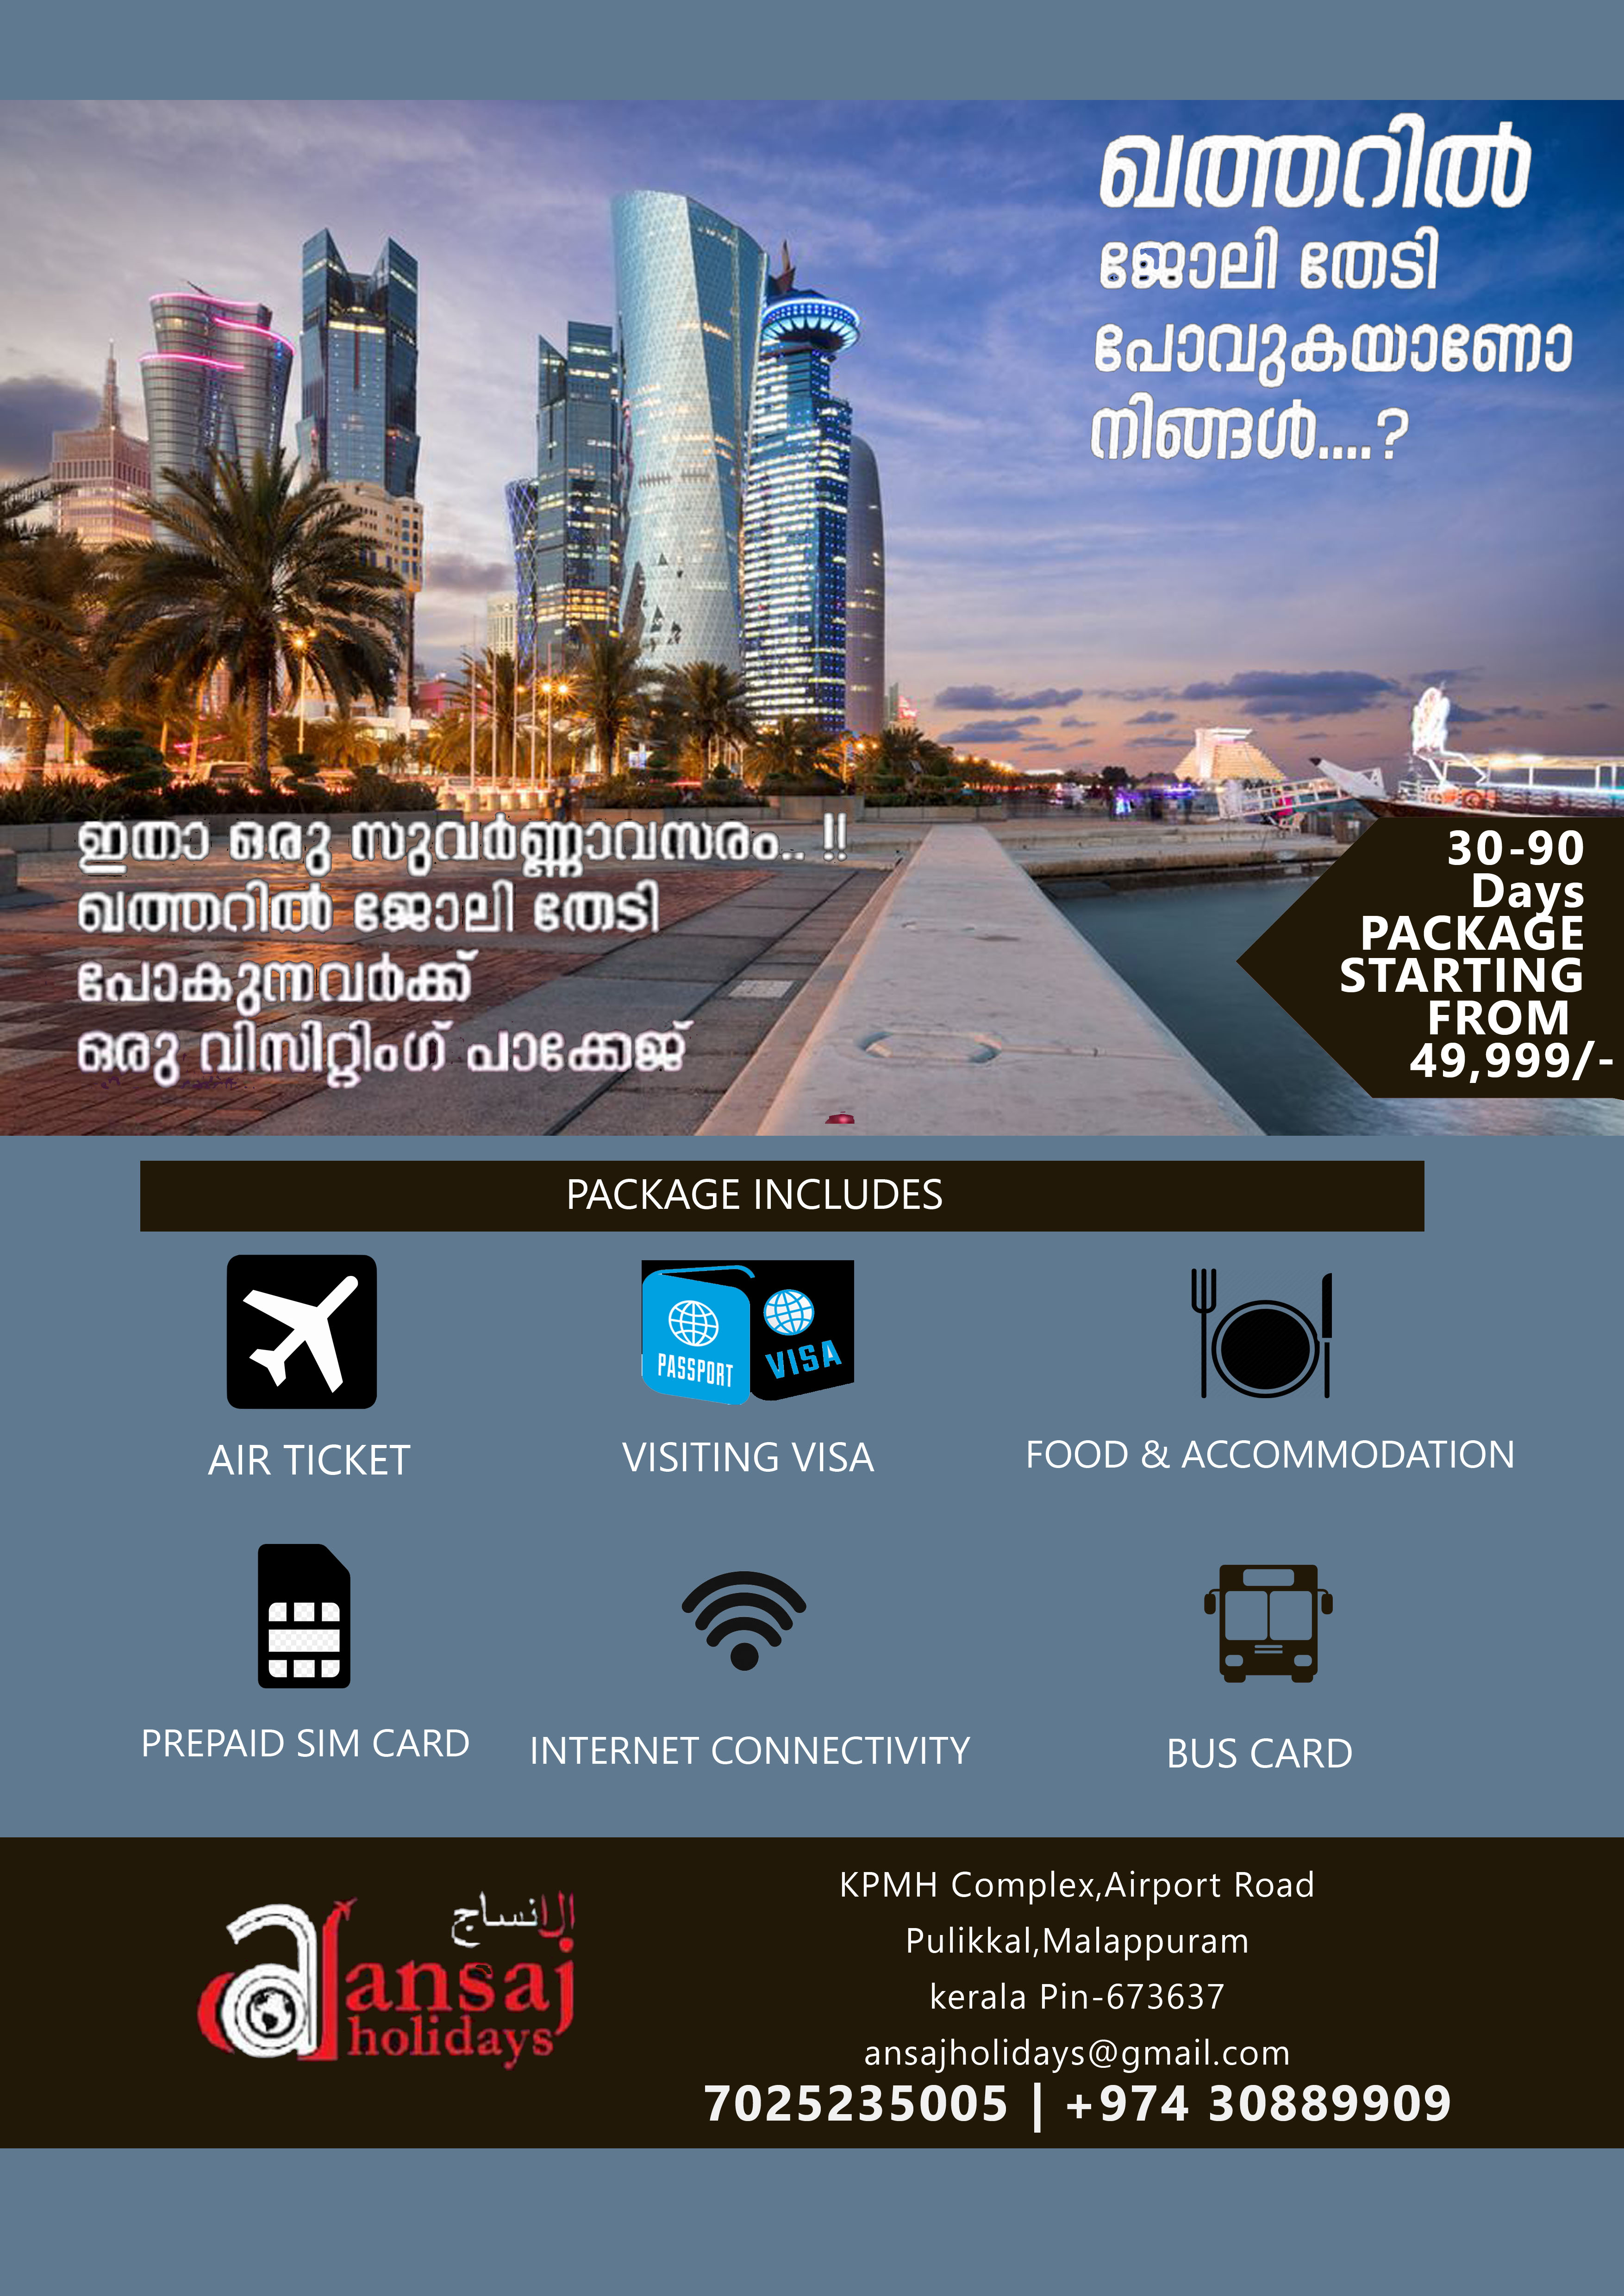 ഖത്തറിൽ
ജോലി തേടി
പോവുകയാണോ
നിങ്ങൾ....?
ഇതാ ഒരു സുവർണ്ണാവസരം.. !!
ഖത്തറിൽ ജോലി തേടി
പോകുന്നവർക്ക്
ഒരു വിസിറ്റിംഗ് പാക്കേജ്
30-90
Days
PACKAGE
STARTING
FROM
49,999/-
PACKAGE INCLUDES
PASSPORT
VISA
AIR TICKET
VISITING VISA
FOOD & ACCOMMODATION
PREPAID SIM CARD
INTERNET CONNECTIVITY
BUS CARD
الانساج
al ansaj
holidays
KPMH Complex,Airport Road
Pulikkal,Malappuram
kerala Pin-673637
ansajholidays@gmail.com
7025235005 | +974 30889909